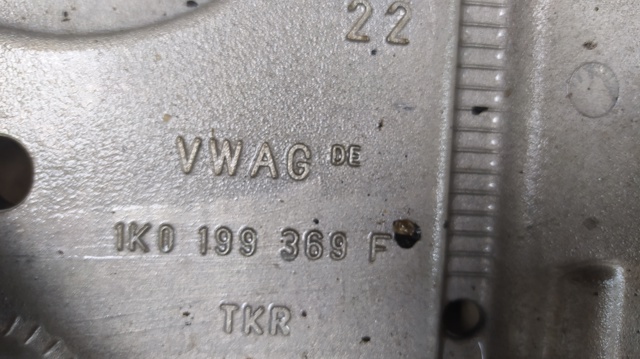 22
VWAG DE
1K0 199 369 F
TKR